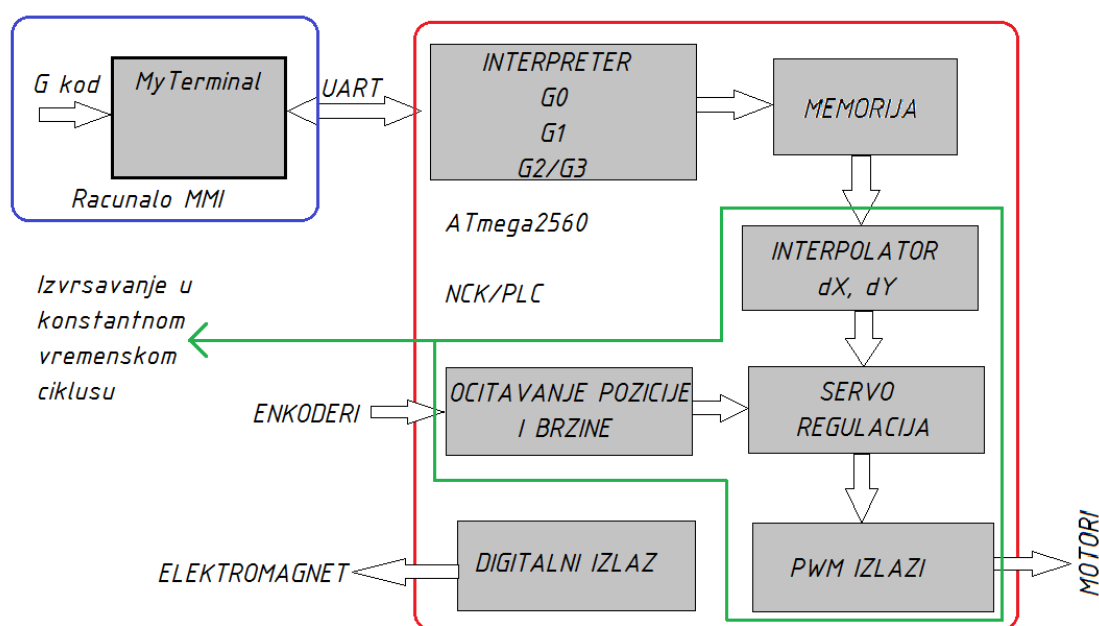 G kod
MyTerminal
UART
Racunalo MMI
INTERPRETER
G0
G1
G2/G3
MEMORIJA
ATmega2560
NCK/PLC
INTERPOLATOR
dX, dY
Izvrsavanje u
konstantnom
vremenskom
ciklusu
ENKODERI
OCITAVANJE POZICIJE
I BRZINE
SERVO
REGULACIJA
ELEKTROMAGNET
DIGITALNI IZLAZ
PWM IZLAZI
MOTORI